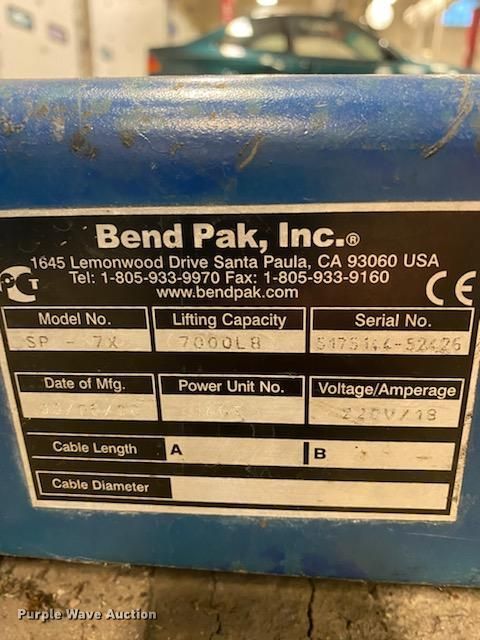 Bend Pak, Inc.®
1645 Lemonwood Drive Santa Paula, CA 93060 USA
Tel: 1-805-933-9970 Fax: 1-805-933-9160
www.bendpak.com
PCT CE
Model No. Lifting Capacity Serial No.
SP - 7X 7000LB
Date of Mfg. Power Unit No. Voltage/Amperage
220V/18
Cable Length A B
Cable Diameter
Purple Wave Auction